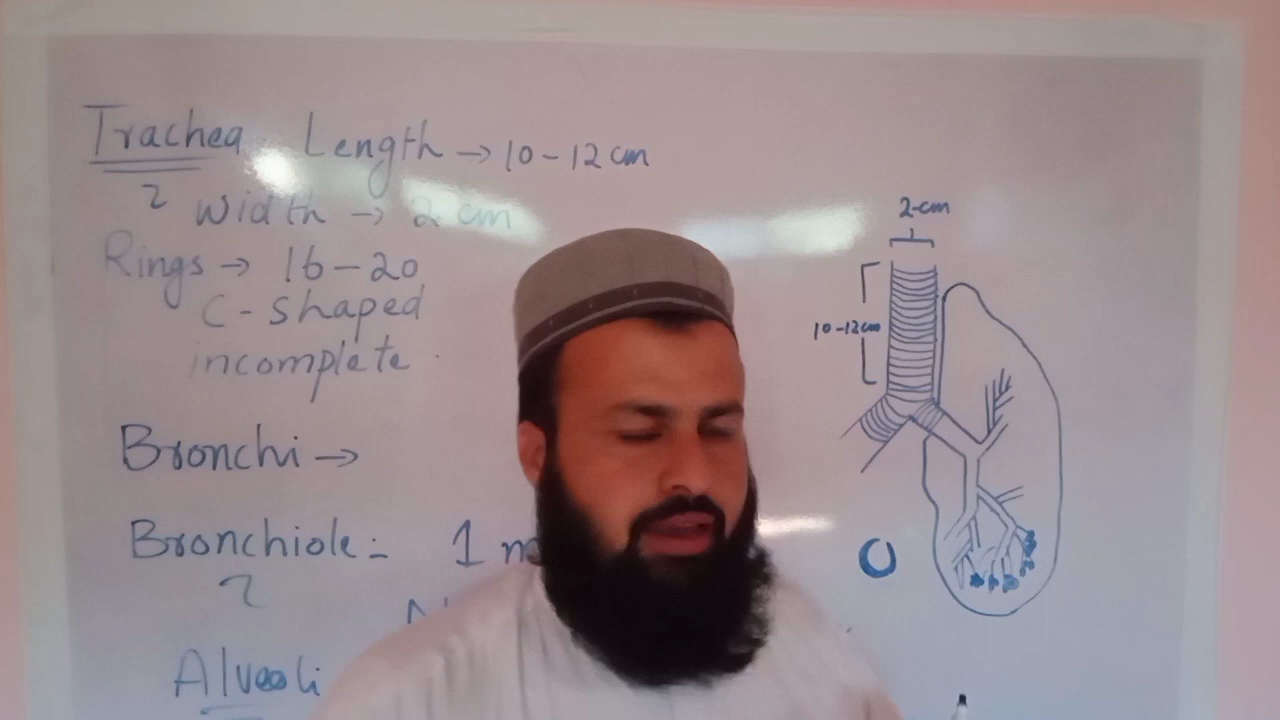 Trachea Length → 10-12 cm
Width → 2 cm
Rings → 16-20
C-shaped
incomplete
Bronchi →
Bronchiole:- 1
Alveoli
2-cm
10-12cm